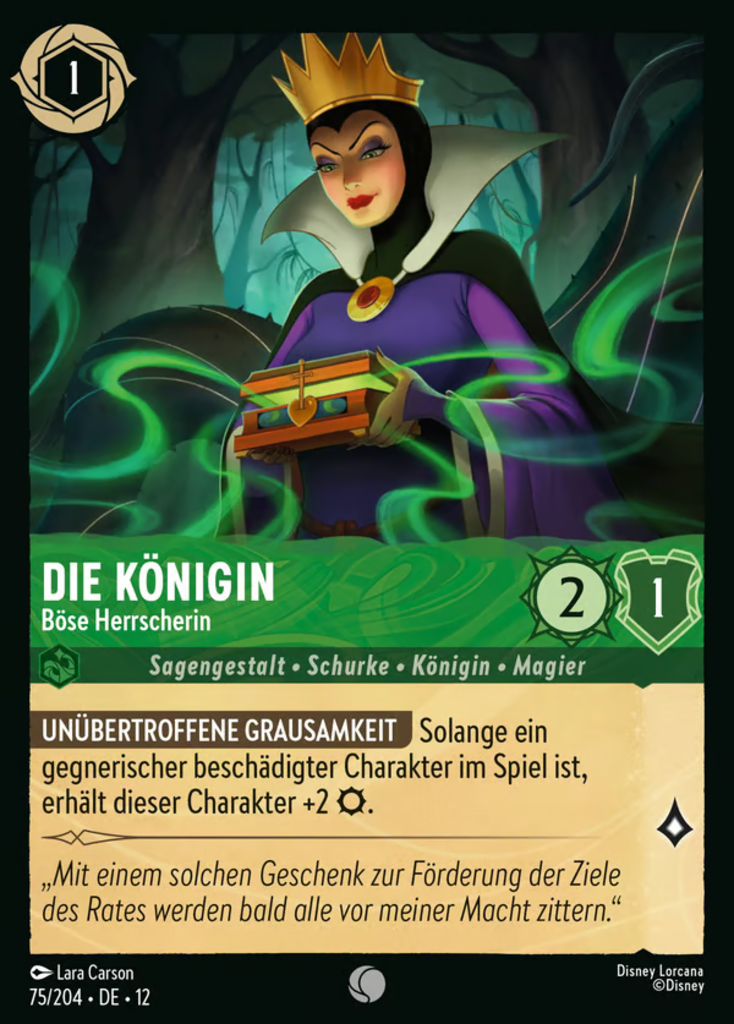 1
DIE KÖNIGIN
Böse Herrscherin
2
1
Sagengestalt • Schurke • Königin • Magier
UNÜBERTROFFENE GRAUSAMKEIT Solange ein
gegnerischer beschädigter Charakter im Spiel ist,
erhält dieser Charakter +2 .
„Mit einem solchen Geschenk zur Förderung der Ziele
des Rates werden bald alle vor meiner Macht zittern.“
Lara Carson
75/204 • DE • 12
Disney Lorcana
©Disney